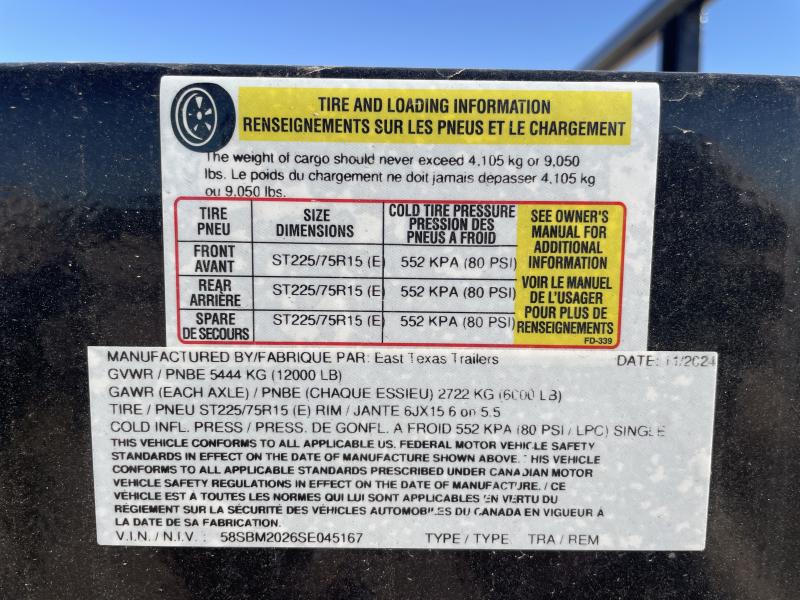 TIRE AND LOADING INFORMATION
RENSEIGNEMENTS SUR LES PNEUS ET LE CHARGEMENT
The weight of cargo should never exceed 4,105 kg or 9,050
lbs. Le poids du chargement ne doit jamais depasser 4,105 kg
ou 9,050 lbs.
TIRE
PNEU
SIZE
DIMENSIONS
COLD TIRE PRESSURE
PRESSION DES
PNEUS A FROID
SEE OWNER'S
MANUAL FOR
ADDITIONAL
INFORMATION
VOIR LE MANUEL
DE L'USAGER
POUR PLUS DE
RENSEIGNEMENTS
FRONT
AVANT
ST225/75R15 (E)
552 KPA (80 PSI)
REAR
ARRIÈRE
ST225/75R15 (E)
552 KPA (80 PSI)
SPARE
DE SECOURS
ST225/75R15 (E)
552 KPA (80 PSI)
FD-339
MANUFACTURED BY/FABRIQUE PAR: East Texas Trailers DATE: 11/2024
GVWR / PNBE 5444 KG (12000 LB)
GAWR (EACH AXLE) / PNBE (CHAQUE ESSIEU) 2722 KG (6000 LB)
TIRE / PNEU ST225/75R15 (E) RIM / JANTE 6JX15 6 on 5.5
COLD INFL. PRESS / PRESS. DE GONFL. A FROID 552 KPA (80 PSI / LPC) SINGLE
THIS VEHICLE CONFORMS TO ALL APPLICABLE US. FEDERAL MOTOR VEHICLE SAFETY
STANDARDS IN EFFECT ON THE DATE OF MANUFACTURE SHOWN ABOVE. THIS VEHICLE
CONFORMS TO ALL APPLICABLE STANDARDS PRESCRIBED UNDER CANADIAN MOTOR
VEHICLE SAFETY REGULATIONS IN EFFECT ON THE DATE OF MANUFACTURE. / CE
VÉHICLE EST A TOUTES LES NORMES QUI LUI SONT APPLICABLES EN VERTU DU
RÉGIEMENT SUR LA SÉCURITÉ DES VÉHICLES AUTOMOBILES DU CANADA EN VIGUEUR À
LA DATE DE SA FABRICATION.
V.I.N. / N.I.V.: 58SBM2026SE045167 TYPE / TYPE. TRA / REM